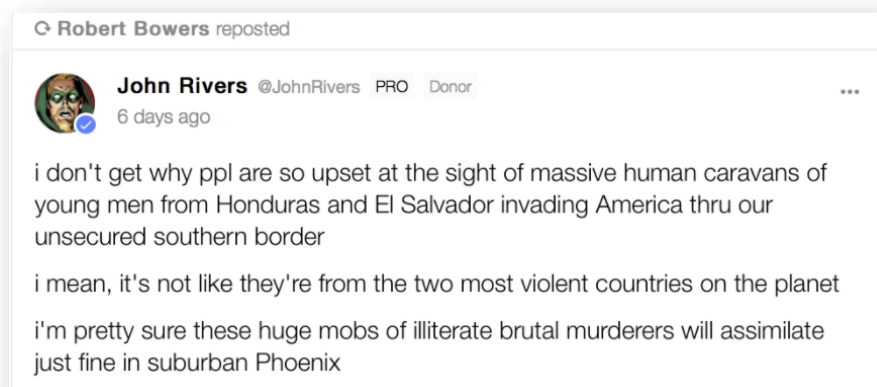 Robert Bowers reposted
John Rivers @JohnRivers PRO Donor
6 days ago
i don't get why ppl are so upset at the sight of massive human caravans of
young men from Honduras and El Salvador invading America thru our
unsecured southern border
i mean, it's not like they're from the two most violent countries on the planet
i'm pretty sure these huge mobs of illiterate brutal murderers will assimilate
just fine in suburban Phoenix